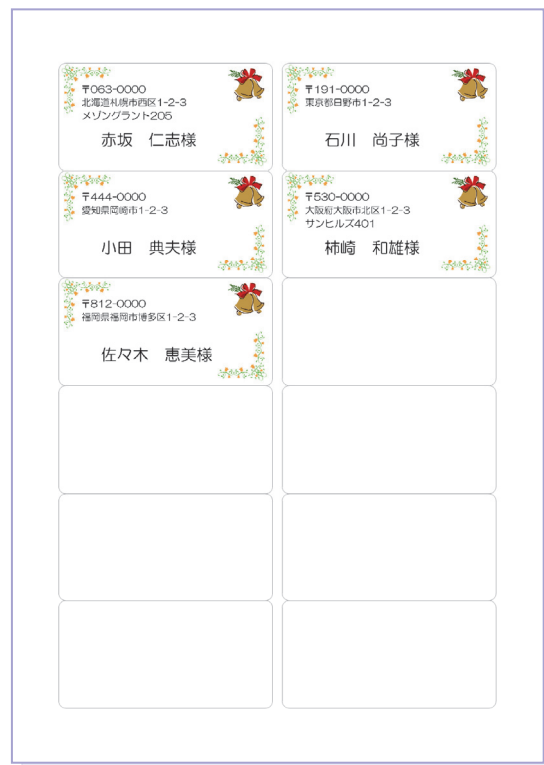 〒063-0000
北海道札幌市西区1-2-3
メゾングラント205
赤坂　仁志様
〒191-0000
東京都日野市1-2-3
石川　尚子様
〒444-0000
愛知県岡崎市1-2-3
小田　典夫様
〒530-0000
大阪府大阪市北区1-2-3
サンヒルズ401
柿崎　和雄様
〒812-0000
福岡県福岡市博多区1-2-3
佐々木　恵美様